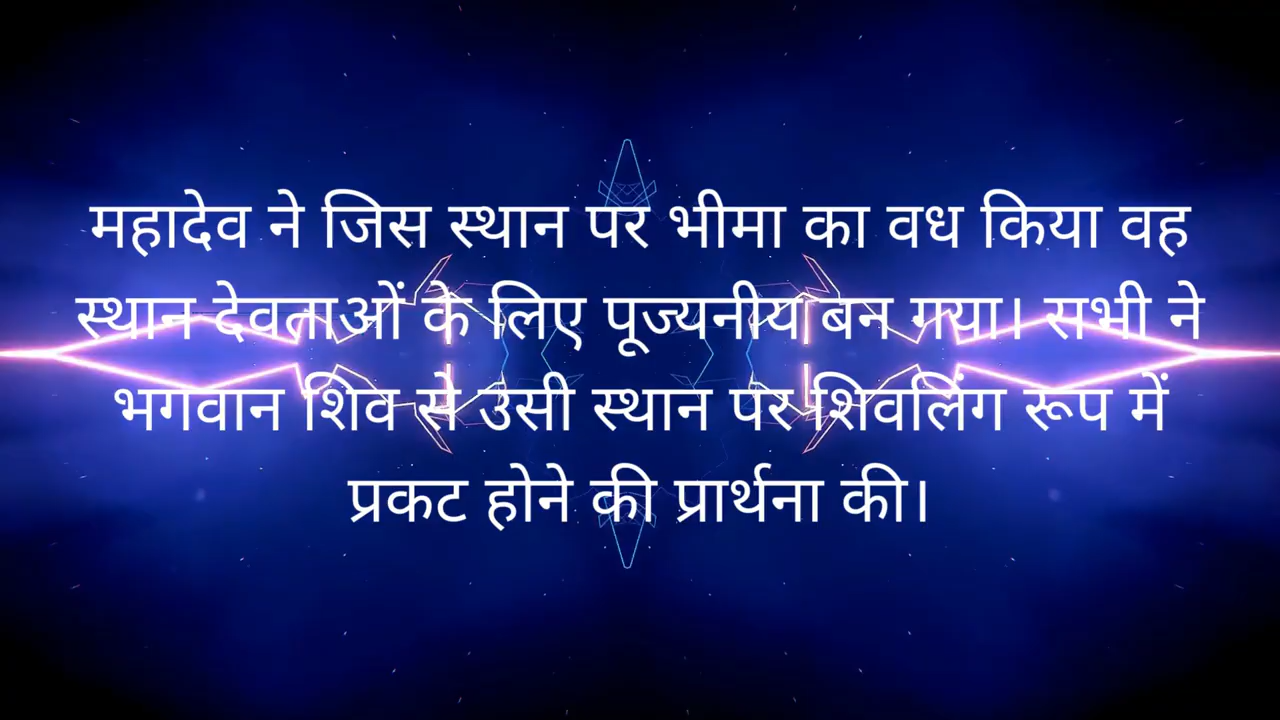 महादेव ने जिस स्थान पर भीमा का वध किया वह
स्थान देवताओं के लिए पूज्यनीय बन गया। सभी ने
भगवान शिव से उसी स्थान पर शिवलिंग रूप में
प्रकट होने की प्रार्थना की।